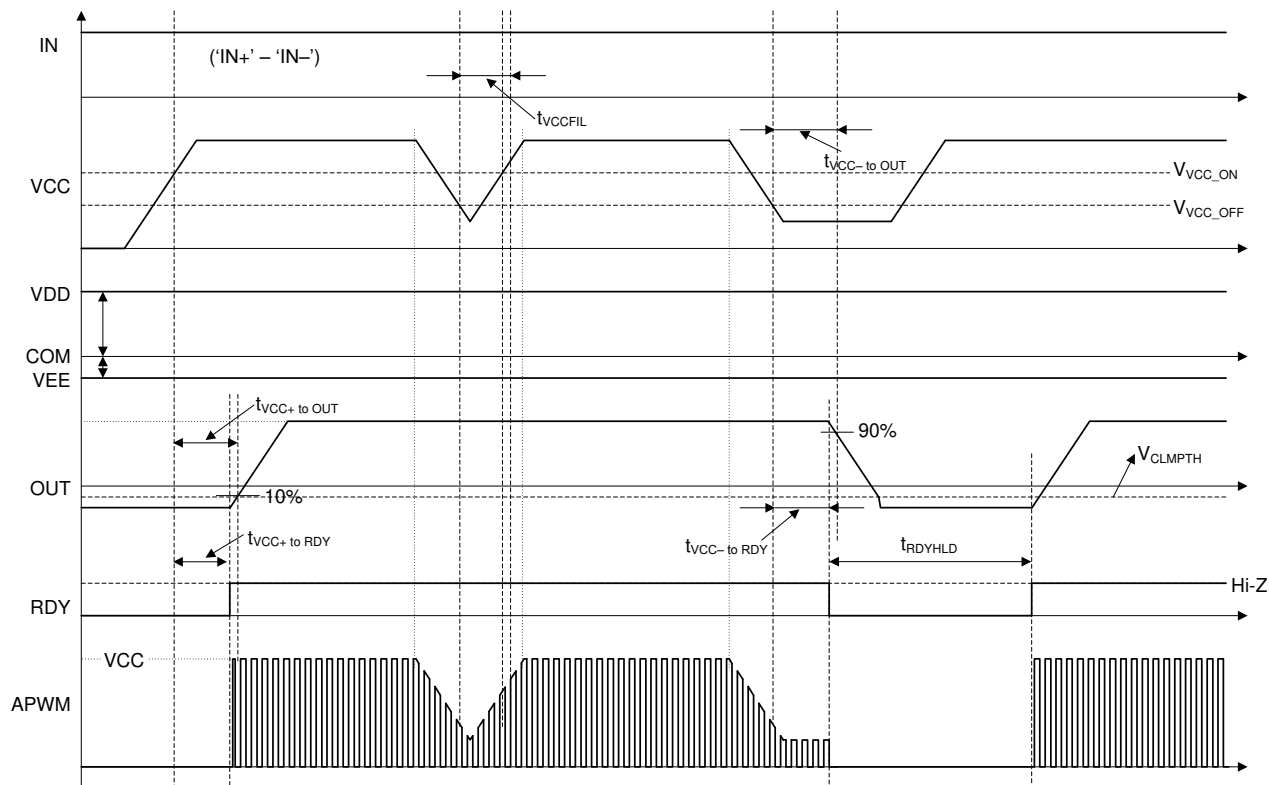 IN
('IN+' – 'IN–')
tVCCFIL
tVCC– to OUT
VCC
VVCC_ON
VVCC_OFF
VDD
COM
VEE
tVCC+ to OUT
90%
VCLMPTH
OUT
10%
tVCC+ to RDY
tVCC– to RDY
tRDYHLD
Hi-Z
RDY
VCC
APWM